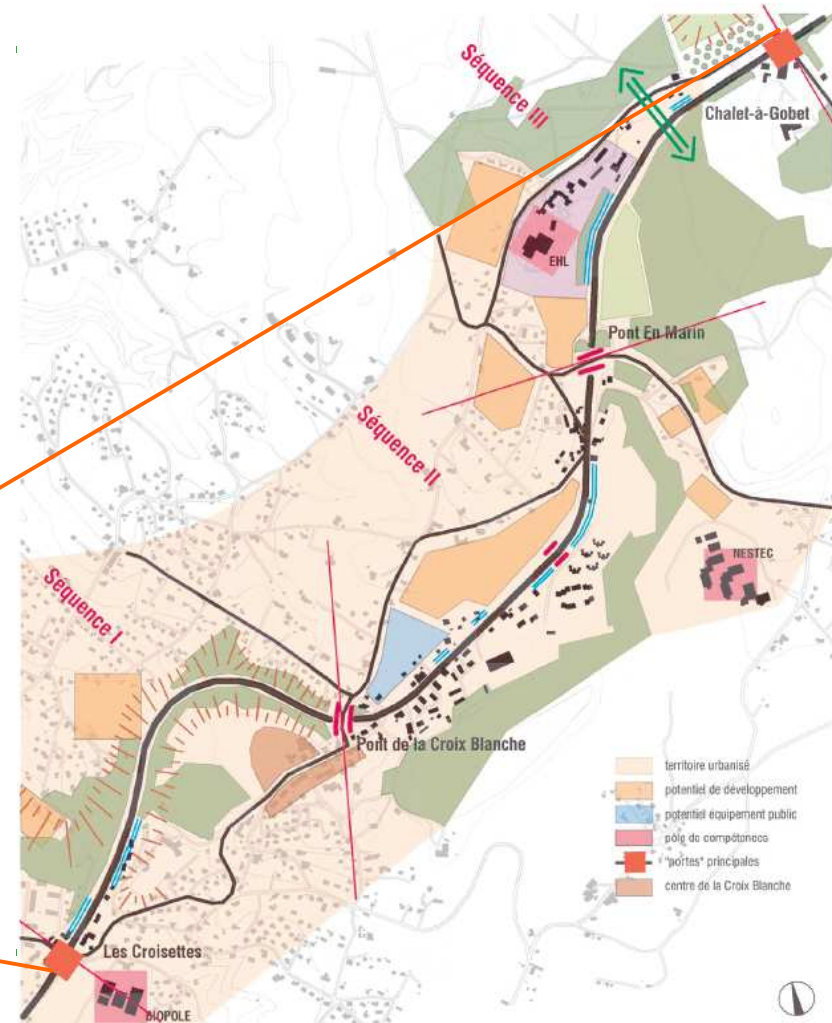 Séquence III
Chalet-à-Gobet
EHL
Pont En Marin
Séquence II
NESTEC
Séquence I
Pont de la Croix Blanche
territoire urbanisé
potentiel de développement
potentiel équipement public
pôle de compétences
"portes" principales
centre de la Croix Blanche
Les Croisettes
BIOPOLE